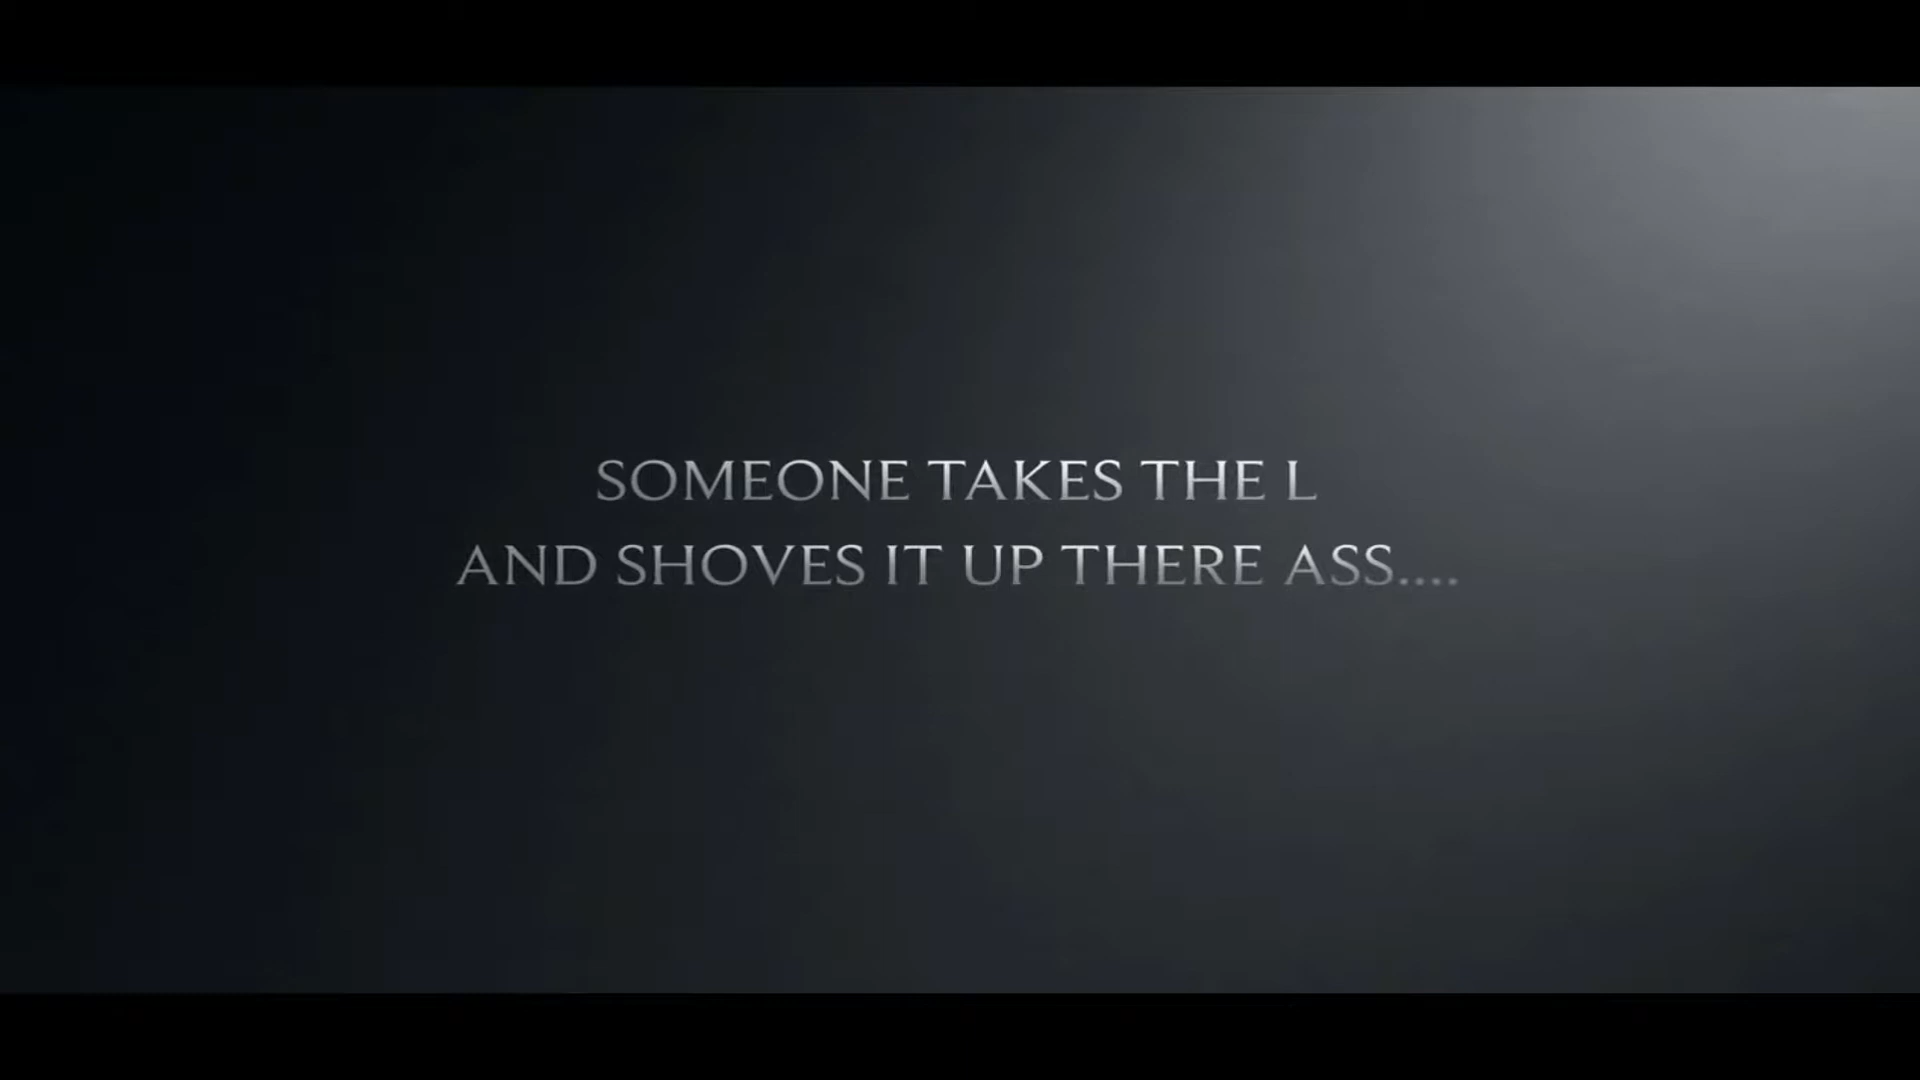 SOMEONE TAKES THE L
AND SHOVES IT UP THERE ASS....